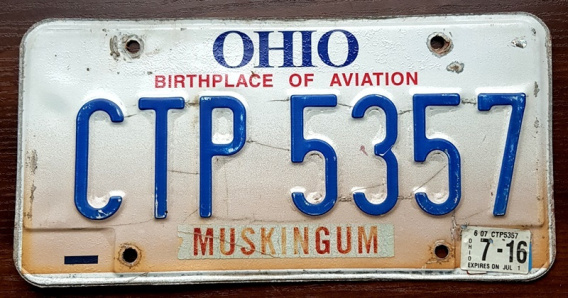 OHIO
BIRTHPLACE OF AVIATION
CTP 5357
MUSKINGUM
6 07 CTP5357
OHIO 7-16
EXPIRES ON JUL 1